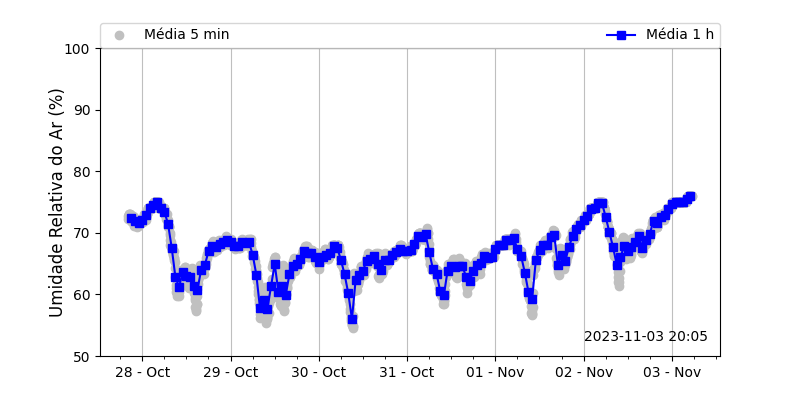 Média 5 min
Média 1 h
Umidade Relativa do Ar (%)
100
90
80
70
60
50
2023-11-03 20:05
28 - Oct
29 - Oct
30 - Oct
31 - Oct
01 - Nov
02 - Nov
03 - Nov